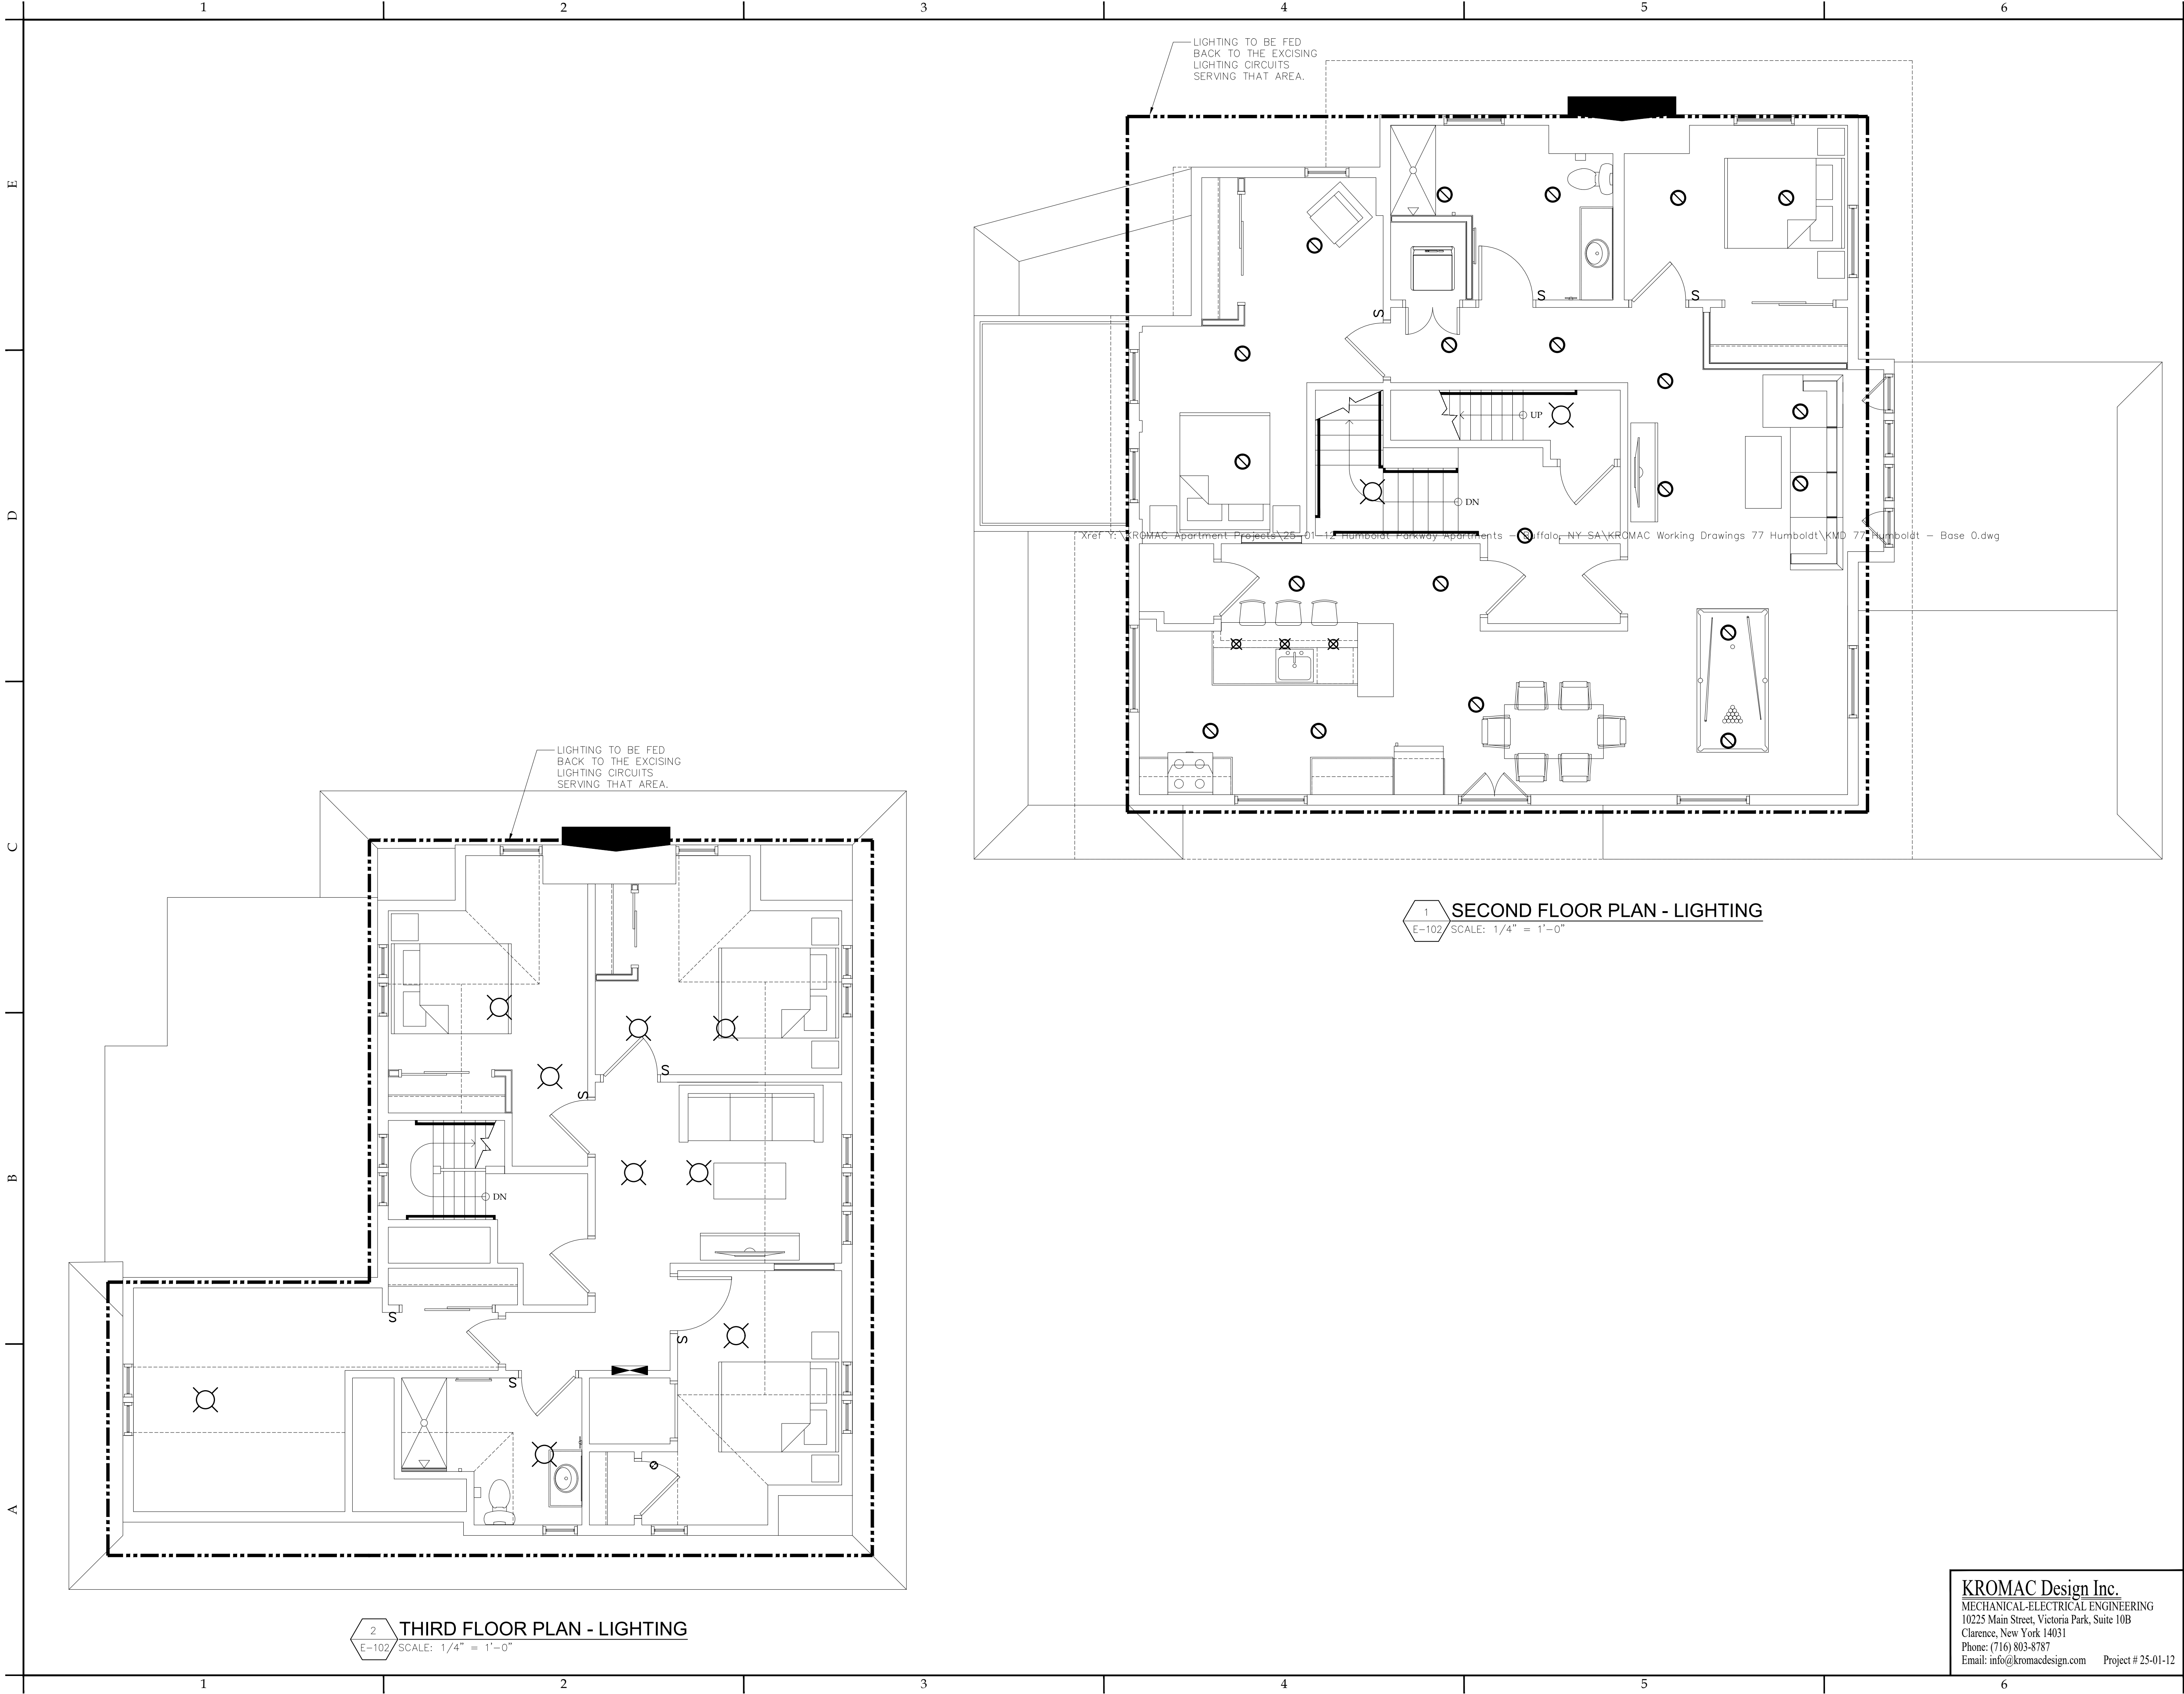 1 2 3 4 5 6
E
D
C
B
A
LIGHTING TO BE FED
BACK TO THE EXCISING
LIGHTING CIRCUITS
SERVING THAT AREA.
S
S
S
UP
DN
Xref Y:\KROMAC Apartment Projects\25-01-12 Humboldt Parkway Apartments - Buffalo, NY SA\KROMAC Working Drawings 77 Humboldt\KMD 77 Humboldt - Base 0.dwg
1
E-102
SECOND FLOOR PLAN - LIGHTING
SCALE: 1/4" = 1'-0"
LIGHTING TO BE FED
BACK TO THE EXCISING
LIGHTING CIRCUITS
SERVING THAT AREA.
S
S
DN
S
S
S
2
E-102
THIRD FLOOR PLAN - LIGHTING
SCALE: 1/4" = 1'-0"
KROMAC Design Inc.
MECHANICAL-ELECTRICAL ENGINEERING
10225 Main Street, Victoria Park, Suite 10B
Clarence, New York 14031
Phone: (716) 803-8787
Email: info@kromacdesign.com Project # 25-01-12
1 2 3 4 5 6